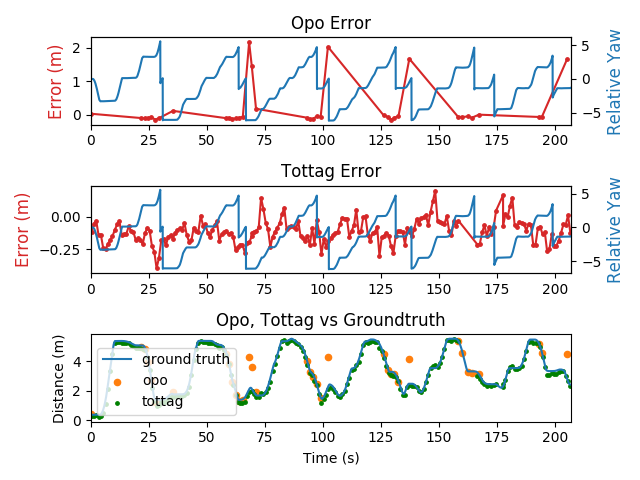 Opo Error
Error (m)
2
1
0
5
0
−5
Relative Yaw
0 25 50 75 100 125 150 175 200
Tottag Error
Error (m)
0.00
−0.25
5
0
−5
Relative Yaw
0 25 50 75 100 125 150 175 200
Opo, Tottag vs Groundtruth
Distance (m)
4
2
0
ground truth
opo
tottag
0 25 50 75 100 125 150 175 200
Time (s)